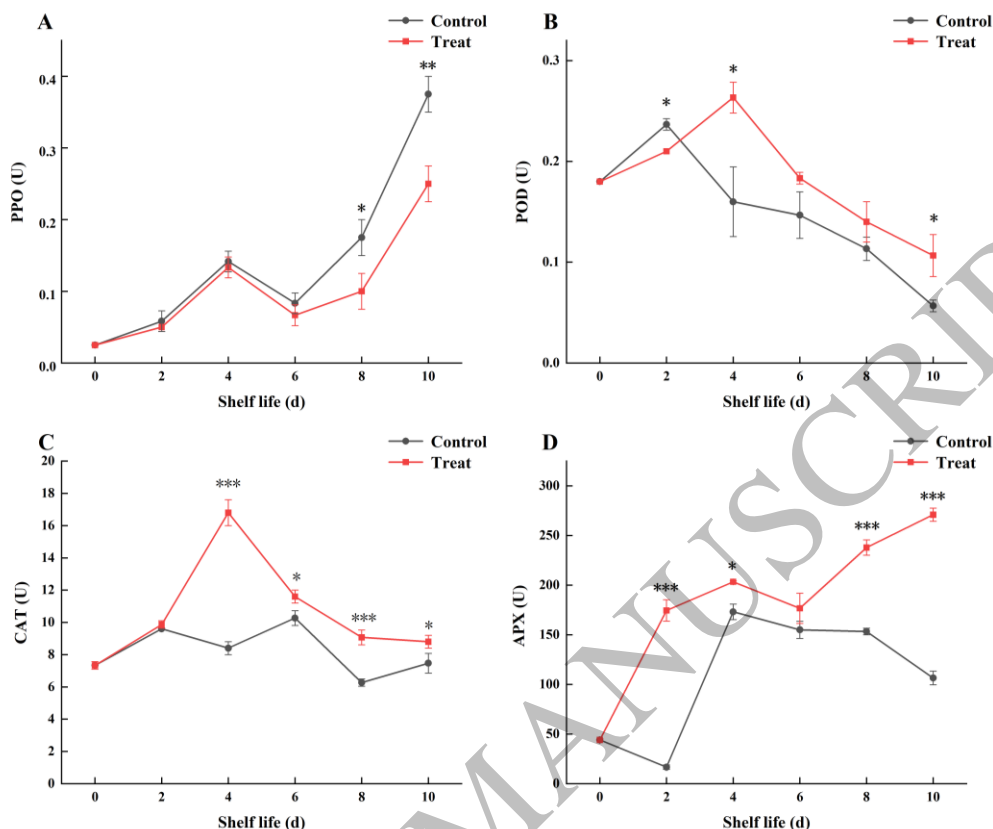 A
Control
Treat
PPO (U)
0.4
0.3
0.2
0.1
0.0
*
**
0 2 4 6 8 10
Shelf life (d)
B
Control
Treat
POD (U)
0.3
0.2
0.1
0.0
*
*
*
0 2 4 6 8 10
Shelf life (d)
C
Control
Treat
CAT (U)
20
18
16
14
12
10
8
6
4
2
0
***
*
***
*
0 2 4 6 8 10
Shelf life (d)
D
Control
Treat
APX (U)
300
250
200
150
100
50
0
***
*
***
***
0 2 4 6 8 10
Shelf life (d)
MANUSCRIP